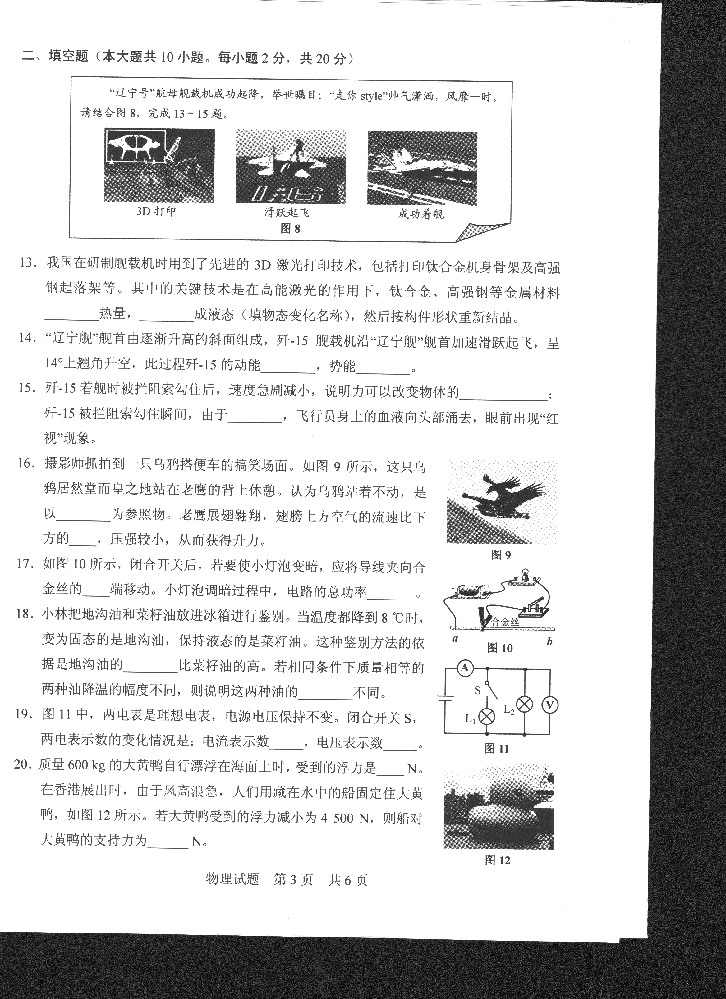 二、填空题（本大题共 10 小题。每小题 2 分，共 20 分）
“辽宁号”航母舰载机成功起降，举世瞩目；“走你 style”帅气潇洒，风靡一时。
请结合图 8，完成 13 ~ 15 题。
3D 打印
滑跃起飞
成功着舰
图 8
13．我国在研制舰载机时用到了先进的 3D 激光打印技术，包括打印钛合金机身骨架及高强
钢起落架等。其中的关键技术是在高能激光的作用下，钛合金、高强钢等金属材料
________热量，________成液态（填物态变化名称），然后按构件形状重新结晶。
14．“辽宁舰”舰首由逐渐升高的斜面组成，歼-15 舰载机沿“辽宁舰”舰首加速滑跃起飞，呈
14°上翘角升空，此过程歼-15 的动能________，势能________。
15．歼-15 着舰时被拦阻索勾住后，速度急剧减小，说明力可以改变物体的_____________；
歼-15 被拦阻索勾住瞬间，由于________，飞行员身上的血液向头部涌去，眼前出现“红
视”现象。
16．摄影师抓拍到一只乌鸦搭便车的搞笑场面。如图 9 所示，这只乌
鸦居然堂而皇之地站在老鹰的背上休憩。认为乌鸦站着不动，是
以________为参照物。老鹰展翅翱翔，翅膀上方空气的流速比下
方的____，压强较小，从而获得升力。
图 9
17．如图 10 所示，闭合开关后，若要使小灯泡变暗，应将导线夹向合
金丝的____端移动。小灯泡调暗过程中，电路的总功率_______。
- +
合金丝
a b
图 10
18．小林把地沟油和菜籽油放进冰箱进行鉴别。当温度都降到 8 ℃时，
变为固态的是地沟油，保持液态的是菜籽油。这种鉴别方法的依
据是地沟油的________比菜籽油的高。若相同条件下质量相等的
两种油降温的幅度不同，则说明这两种油的________不同。
A
S
L2
V
L1
图 11
19．图 11 中，两电表是理想电表，电源电压保持不变。闭合开关 S，
两电表示数的变化情况是：电流表示数_____，电压表示数_____。
20．质量 600 kg 的大黄鸭自行漂浮在海面上时，受到的浮力是____ N。
在香港展出时，由于风高浪急，人们用藏在水中的船固定住大黄
鸭，如图 12 所示。若大黄鸭受到的浮力减小为 4 500 N，则船对
大黄鸭的支持力为______ N。
图 12
物理试题 第 3 页 共 6 页